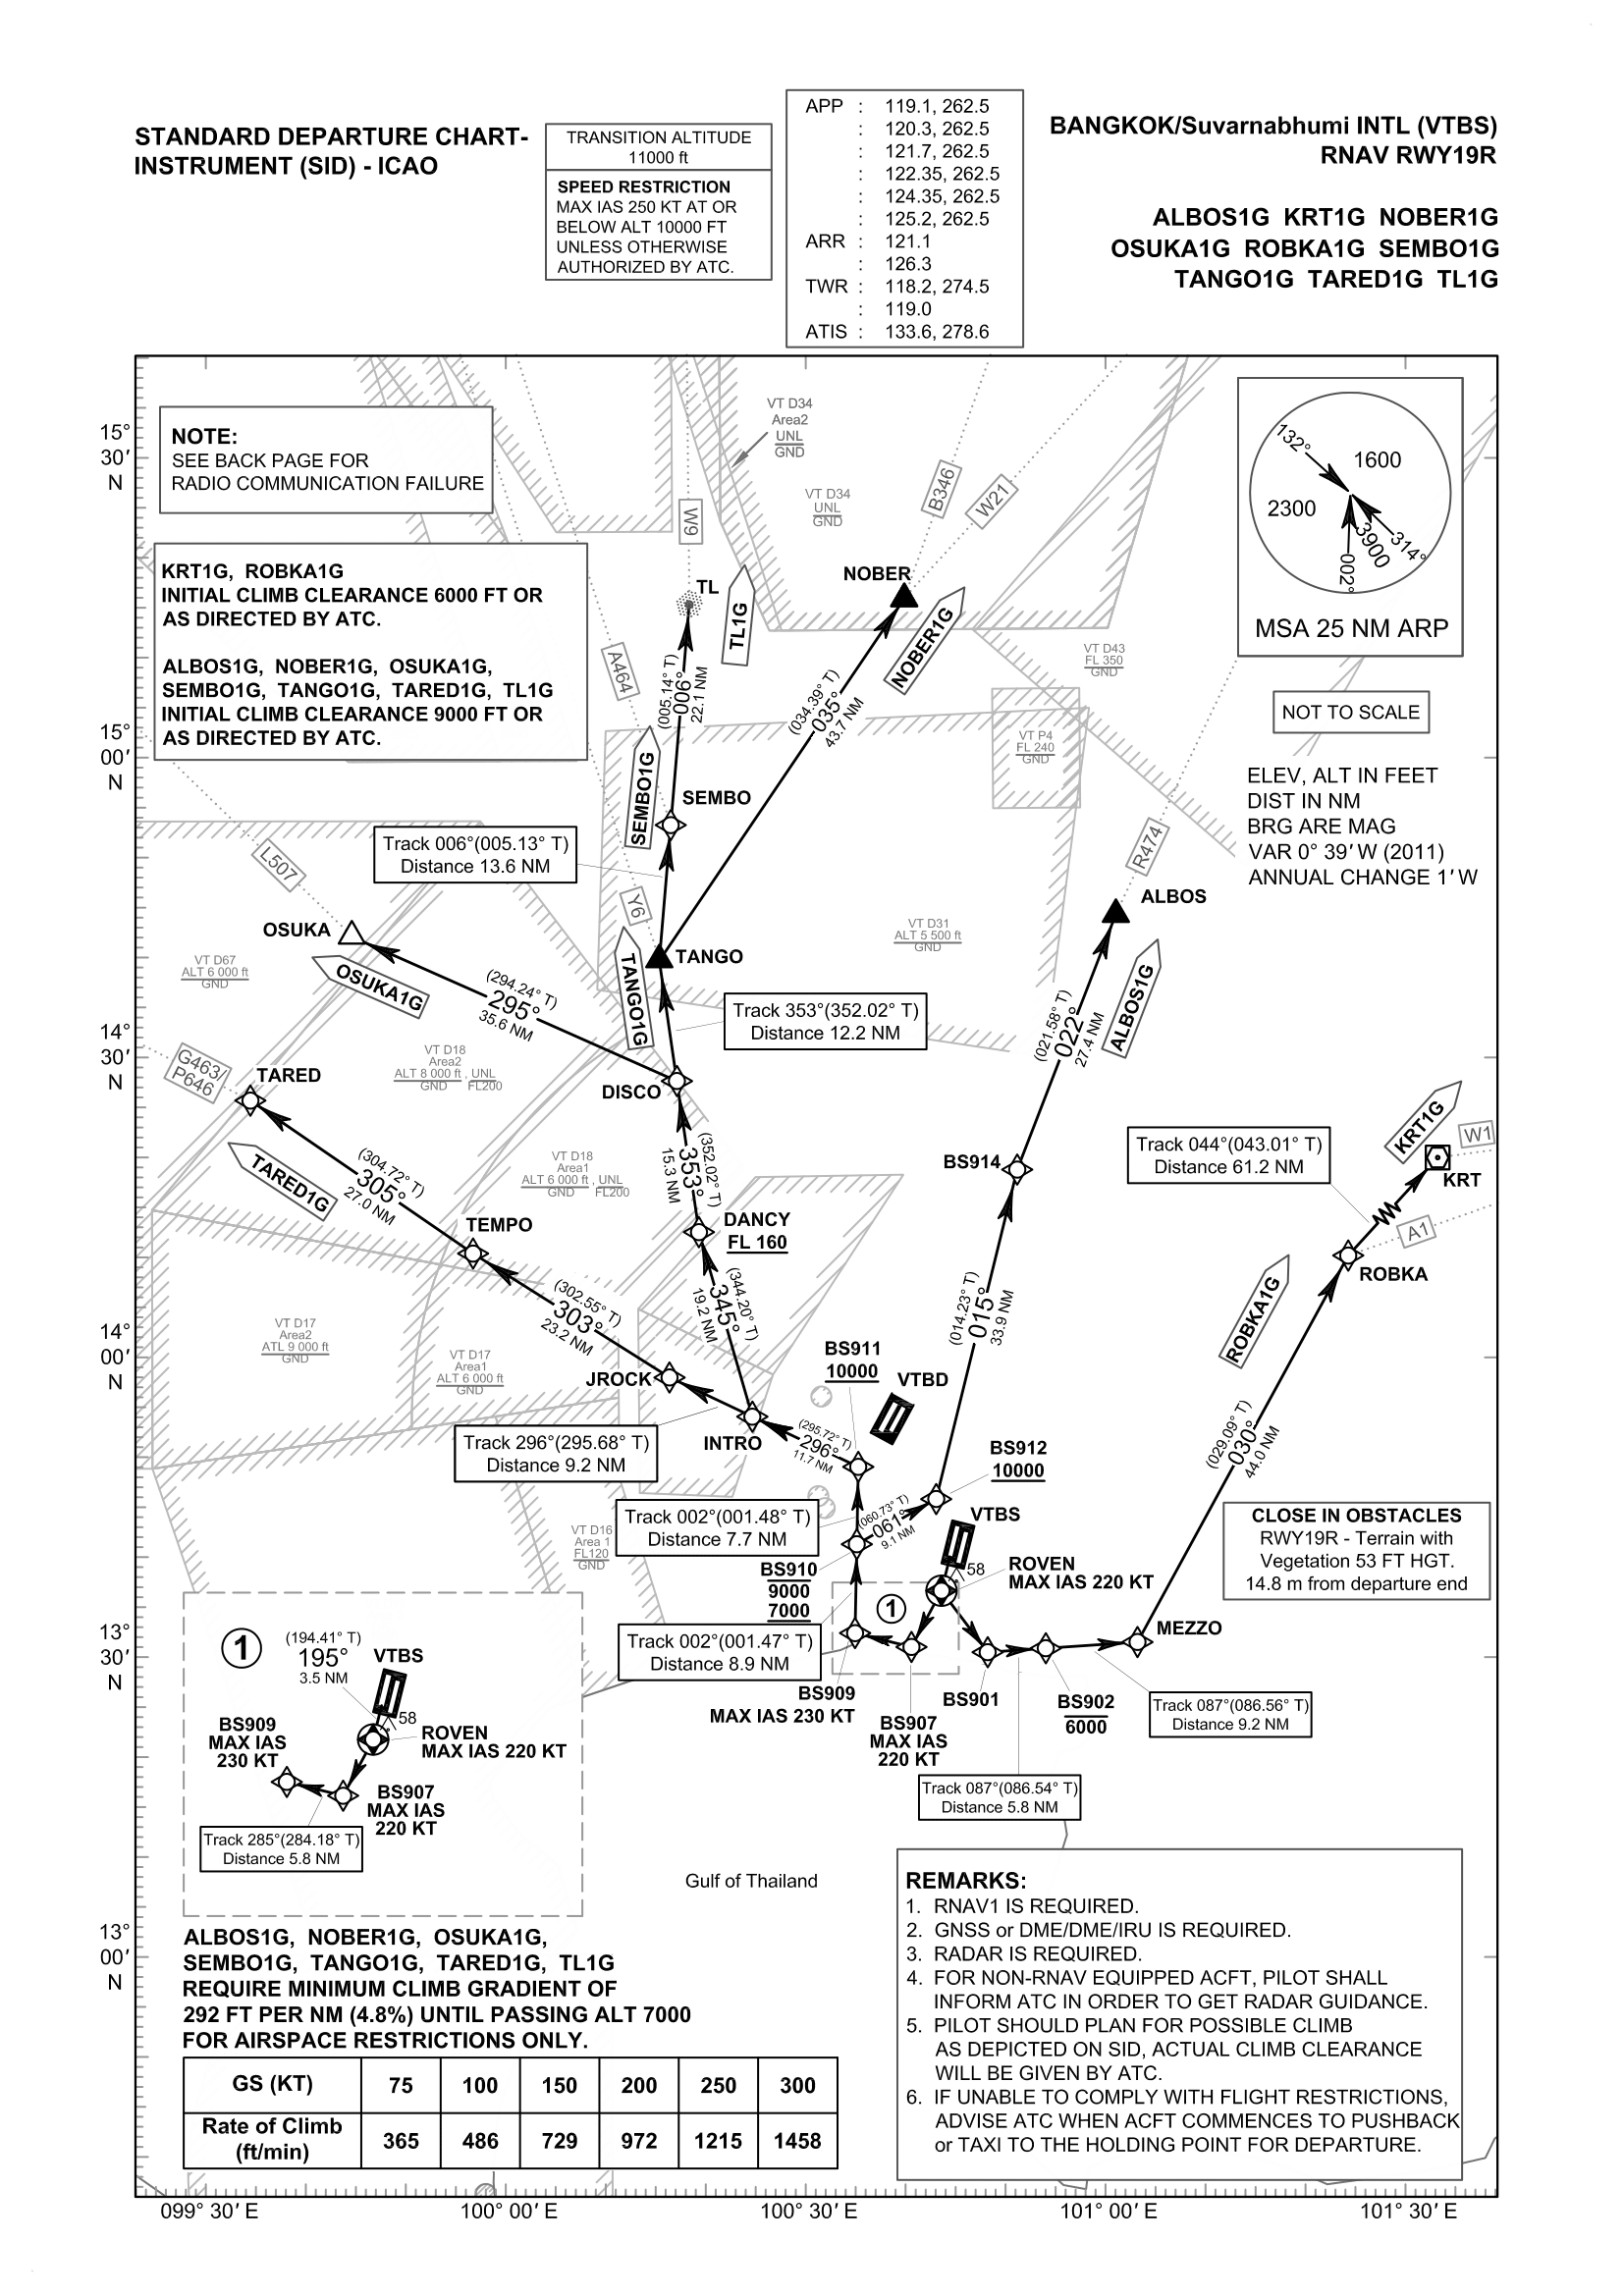 STANDARD DEPARTURE CHART-
INSTRUMENT (SID) - ICAO
TRANSITION ALTITUDE
11000 ft
SPEED RESTRICTION
MAX IAS 250 KT AT OR
BELOW ALT 10000 FT
UNLESS OTHERWISE
AUTHORIZED BY ATC.
APP : 119.1, 262.5
: 120.3, 262.5
: 121.7, 262.5
: 122.35, 262.5
: 124.35, 262.5
: 125.2, 262.5
ARR : 121.1
: 126.3
TWR : 118.2, 274.5
: 119.0
ATIS : 133.6, 278.6
BANGKOK/Suvarnabhumi INTL (VTBS)
RNAV RWY19R
ALBOS1G KRT1G NOBER1G
OSUKA1G ROBKA1G SEMBO1G
TANGO1G TARED1G TL1G
15°
30′
N
NOTE:
SEE BACK PAGE FOR
RADIO COMMUNICATION FAILURE
KRT1G, ROBKA1G
INITIAL CLIMB CLEARANCE 6000 FT OR
AS DIRECTED BY ATC.
ALBOS1G, NOBER1G, OSUKA1G,
SEMBO1G, TANGO1G, TARED1G, TL1G
INITIAL CLIMB CLEARANCE 9000 FT OR
AS DIRECTED BY ATC.
VT D34
Area2
UNL
GND
VT D34
UNL
GND
W9
B346
W21
132°
1600
2300
314°
3900
002°
MSA 25 NM ARP
NOT TO SCALE
ELEV, ALT IN FEET
DIST IN NM
BRG ARE MAG
VAR 0° 39′ W (2011)
ANNUAL CHANGE 1′ W
TL
TL1G
NOBER
NOBER1G
A464
(005.14° T)
006°
22.1 NM
(034.39° T)
035°
43.7 NM
VT D43
FL 350
GND
VT P4
FL 240
GND
15°
00′
N
SEMBO1G
SEMBO
Track 006°(005.13° T)
Distance 13.6 NM
L507
Y6
R474
ALBOS
OSUKA
OSUKA1G
VT D67
ALT 6 000 ft
GND
TANGO
TANGO1G
VT D31
ALT 5 500 ft
GND
(294.24° T)
295°
35.6 NM
Track 353°(352.02° T)
Distance 12.2 NM
ALBOS1G
(021.58° T)
022°
27.4 NM
14°
30′
N
G463/
P646
TARED
VT D18
Area2
ALT 8 000 ft , UNL
GND FL200
DISCO
TARED1G
(304.72° T)
305°
27.0 NM
VT D18
Area1
ALT 6 000 ft , UNL
GND FL200
(352.02° T)
353°
15.3 NM
BS914
Track 044°(043.01° T)
Distance 61.2 NM
KRT1G
W1
KRT
A1
ROBKA
ROBKA1G
TEMPO
DANCY
FL 160
(302.55° T)
303°
23.2 NM
(344.20° T)
345°
19.2 NM
(014.23° T)
015°
33.9 NM
14°
00′
N
VT D17
Area2
ATL 9 000 ft
GND
VT D17
Area1
ALT 6 000 ft
GND
JROCK
BS911
10000
VTBD
Track 296°(295.68° T)
Distance 9.2 NM
INTRO
(295.72° T)
296°
11.7 NM
BS912
10000
(029.09° T)
030°
44.0 NM
Track 002°(001.48° T)
Distance 7.7 NM
(060.73° T)
061°
9.1 NM
VTBS
58
VT D16
Area 1
FL120
GND
BS910
9000
7000
ROVEN
MAX IAS 220 KT
CLOSE IN OBSTACLES
RWY19R - Terrain with
Vegetation 53 FT HGT.
14.8 m from departure end
1
Track 002°(001.47° T)
Distance 8.9 NM
MEZZO
13°
30′
N
BS909
MAX IAS 230 KT
BS907
MAX IAS
220 KT
BS901
BS902
6000
Track 087°(086.56° T)
Distance 9.2 NM
Track 087°(086.54° T)
Distance 5.8 NM
1
(194.41° T)
195°
3.5 NM
VTBS
58
BS909
MAX IAS
230 KT
ROVEN
MAX IAS 220 KT
BS907
MAX IAS
220 KT
Track 285°(284.18° T)
Distance 5.8 NM
Gulf of Thailand
13°
00′
N
ALBOS1G, NOBER1G, OSUKA1G,
SEMBO1G, TANGO1G, TARED1G, TL1G
REQUIRE MINIMUM CLIMB GRADIENT OF
292 FT PER NM (4.8%) UNTIL PASSING ALT 7000
FOR AIRSPACE RESTRICTIONS ONLY.
GS (KT) 75 100 150 200 250 300
Rate of Climb
(ft/min) 365 486 729 972 1215 1458
REMARKS:
1. RNAV1 IS REQUIRED.
2. GNSS or DME/DME/IRU IS REQUIRED.
3. RADAR IS REQUIRED.
4. FOR NON-RNAV EQUIPPED ACFT, PILOT SHALL
INFORM ATC IN ORDER TO GET RADAR GUIDANCE.
5. PILOT SHOULD PLAN FOR POSSIBLE CLIMB
AS DEPICTED ON SID, ACTUAL CLIMB CLEARANCE
WILL BE GIVEN BY ATC.
6. IF UNABLE TO COMPLY WITH FLIGHT RESTRICTIONS,
ADVISE ATC WHEN ACFT COMMENCES TO PUSHBACK
or TAXI TO THE HOLDING POINT FOR DEPARTURE.
099° 30′ E
100° 00′ E
100° 30′ E
101° 00′ E
101° 30′ E